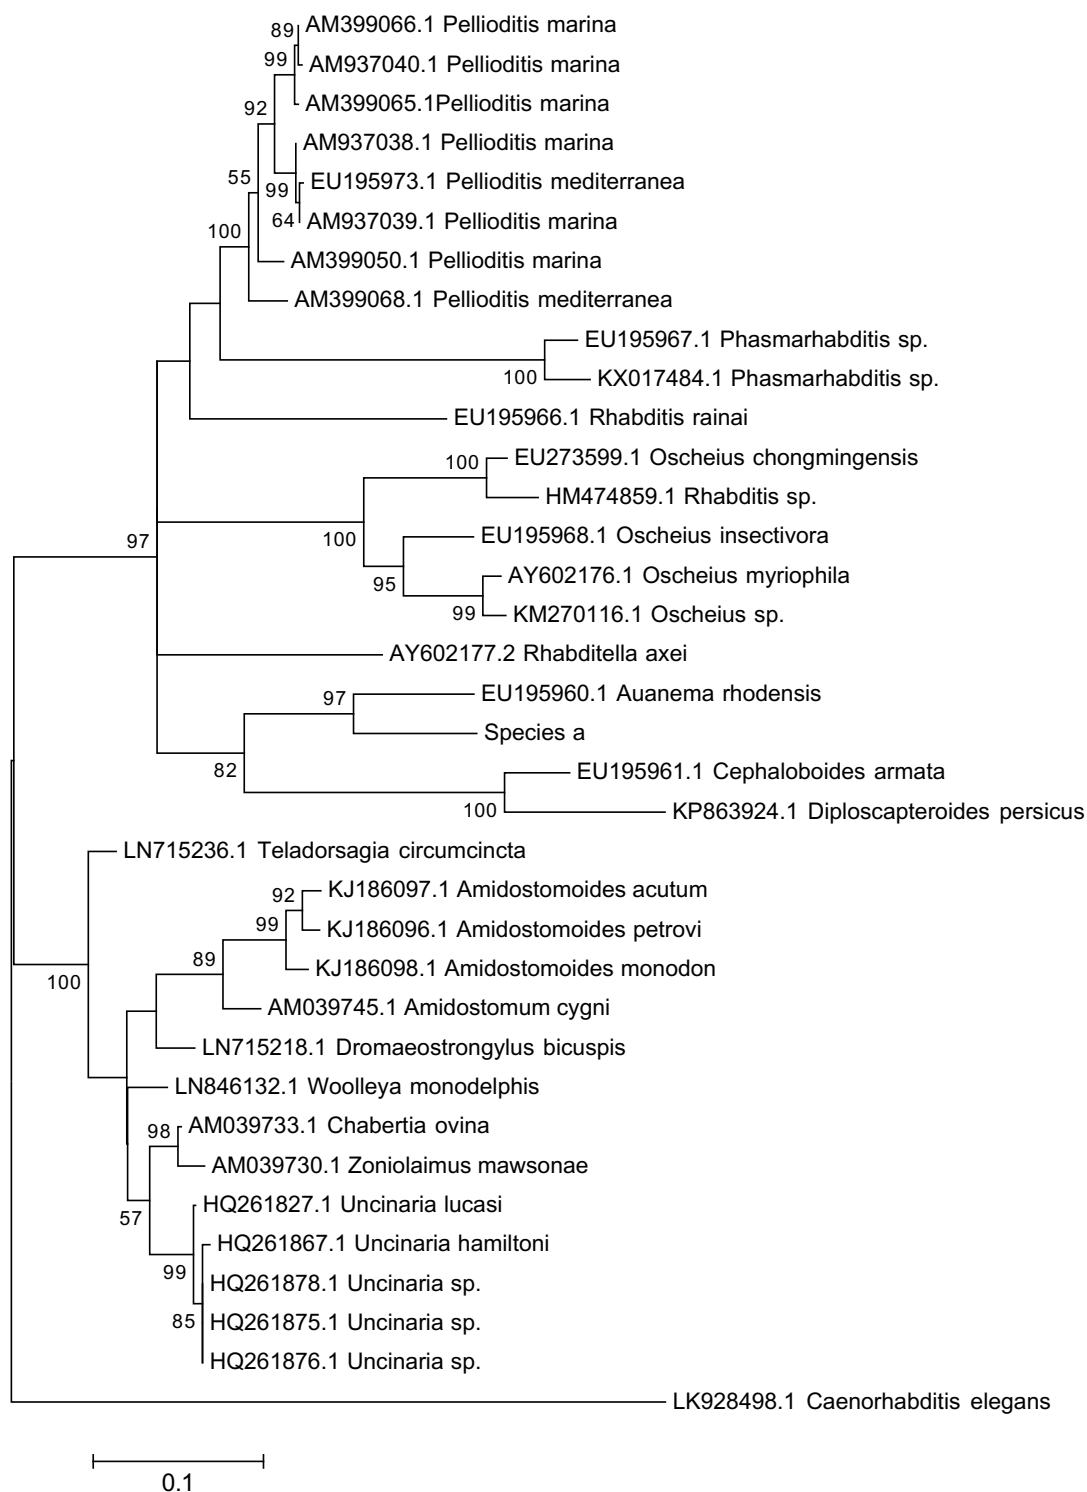 89 AM399066.1 Pellioditis marina
99 AM937040.1 Pellioditis marina
AM399065.1Pellioditis marina
92
AM937038.1 Pellioditis marina
55 99 EU195973.1 Pellioditis mediterranea
64 AM937039.1 Pellioditis marina
100
AM399050.1 Pellioditis marina
AM399068.1 Pellioditis mediterranea
EU195967.1 Phasmarhabditis sp.
100 KX017484.1 Phasmarhabditis sp.
EU195966.1 Rhabditis rainai
100 EU273599.1 Oscheius chongmingensis
HM474859.1 Rhabditis sp.
97 100 EU195968.1 Oscheius insectivora
95 AY602176.1 Oscheius myriophila
99 KM270116.1 Oscheius sp.
AY602177.2 Rhabditella axei
97 EU195960.1 Auanema rhodensis
Species a
82 EU195961.1 Cephaloboides armata
100 KP863924.1 Diploscapteroides persicus
LN715236.1 Teladorsagia circumcincta
92 KJ186097.1 Amidostomoides acutum
99 KJ186096.1 Amidostomoides petrovi
89 KJ186098.1 Amidostomoides monodon
100
AM039745.1 Amidostomum cygni
LN715218.1 Dromaeostrongylus bicuspis
LN846132.1 Woolleya monodelphis
98 AM039733.1 Chabertia ovina
AM039730.1 Zoniolaimus mawsonae
57 HQ261827.1 Uncinaria lucasi
HQ261867.1 Uncinaria hamiltoni
99 HQ261878.1 Uncinaria sp.
85 HQ261875.1 Uncinaria sp.
HQ261876.1 Uncinaria sp.
LK928498.1 Caenorhabditis elegans
0.1